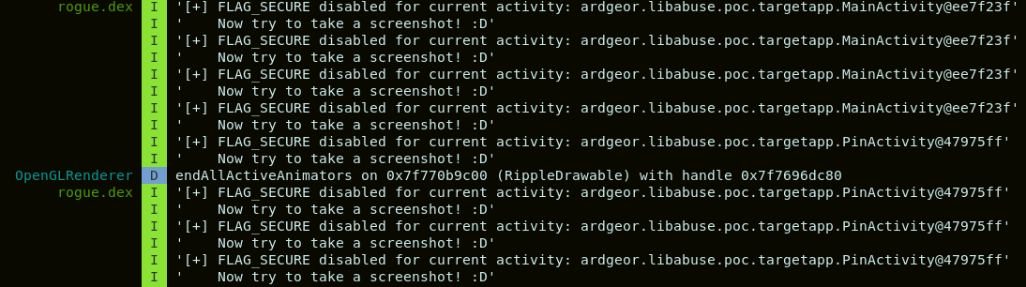 rogue.dex I '[+] FLAG_SECURE disabled for current activity: ardgeor.libabuse.poc.targetapp.MainActivity@ee7f23f'
I '    Now try to take a screenshot! :D'
I '[+] FLAG_SECURE disabled for current activity: ardgeor.libabuse.poc.targetapp.MainActivity@ee7f23f'
I '    Now try to take a screenshot! :D'
I '[+] FLAG_SECURE disabled for current activity: ardgeor.libabuse.poc.targetapp.MainActivity@ee7f23f'
I '    Now try to take a screenshot! :D'
I '[+] FLAG_SECURE disabled for current activity: ardgeor.libabuse.poc.targetapp.MainActivity@ee7f23f'
I '    Now try to take a screenshot! :D'
I '[+] FLAG_SECURE disabled for current activity: ardgeor.libabuse.poc.targetapp.PinActivity@47975ff'
I '    Now try to take a screenshot! :D'
OpenGLRenderer D endAllActiveAnimators on 0x7f770b9c00 (RippleDrawable) with handle 0x7f7696dc80
rogue.dex I '[+] FLAG_SECURE disabled for current activity: ardgeor.libabuse.poc.targetapp.PinActivity@47975ff'
I '    Now try to take a screenshot! :D'
I '[+] FLAG_SECURE disabled for current activity: ardgeor.libabuse.poc.targetapp.PinActivity@47975ff'
I '    Now try to take a screenshot! :D'
I '[+] FLAG_SECURE disabled for current activity: ardgeor.libabuse.poc.targetapp.PinActivity@47975ff'
I '    Now try to take a screenshot! :D'